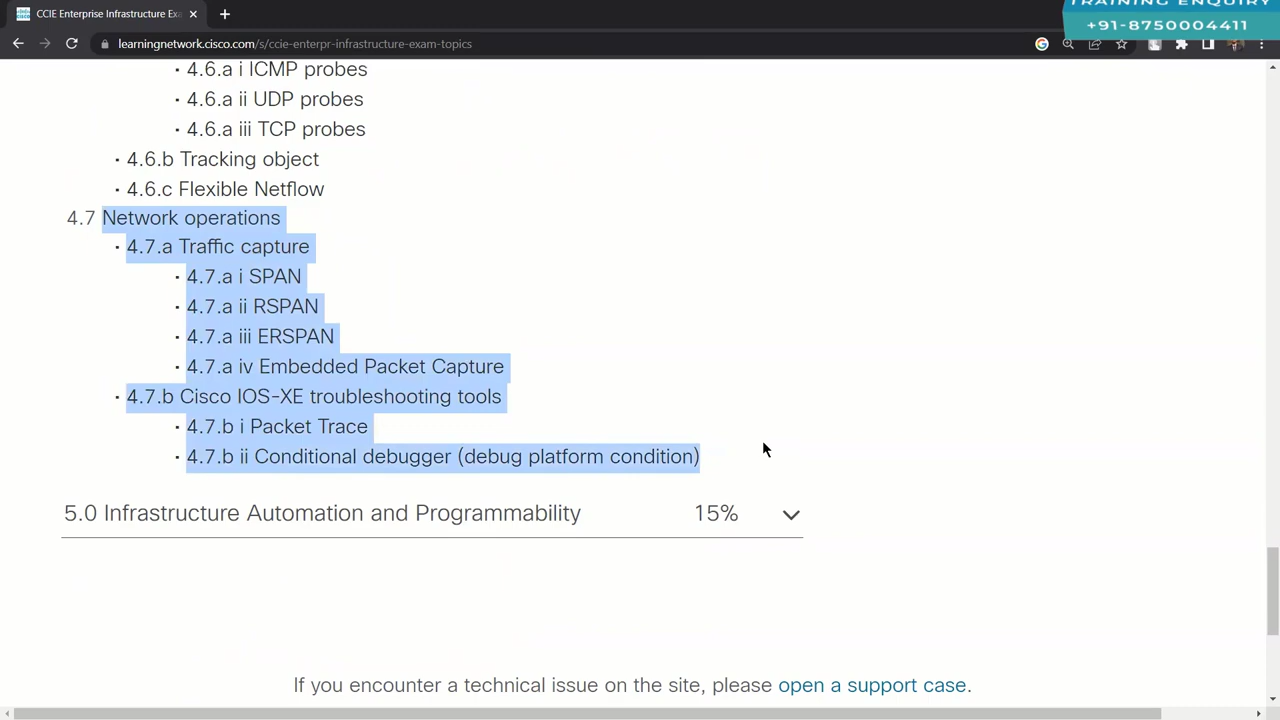 CCIE Enterprise Infrastructure Exa
TRAINING ENQUIRY
+91-8750004411
learningnetwork.cisco.com/s/ccie-enterpr-infrastructure-exam-topics
· 4.6.a i ICMP probes
· 4.6.a ii UDP probes
· 4.6.a iii TCP probes
· 4.6.b Tracking object
· 4.6.c Flexible Netflow
4.7 Network operations
· 4.7.a Traffic capture
· 4.7.a i SPAN
· 4.7.a ii RSPAN
· 4.7.a iii ERSPAN
· 4.7.a iv Embedded Packet Capture
· 4.7.b Cisco IOS-XE troubleshooting tools
· 4.7.b i Packet Trace
· 4.7.b ii Conditional debugger (debug platform condition)
5.0 Infrastructure Automation and Programmability 15%
If you encounter a technical issue on the site, please open a support case.